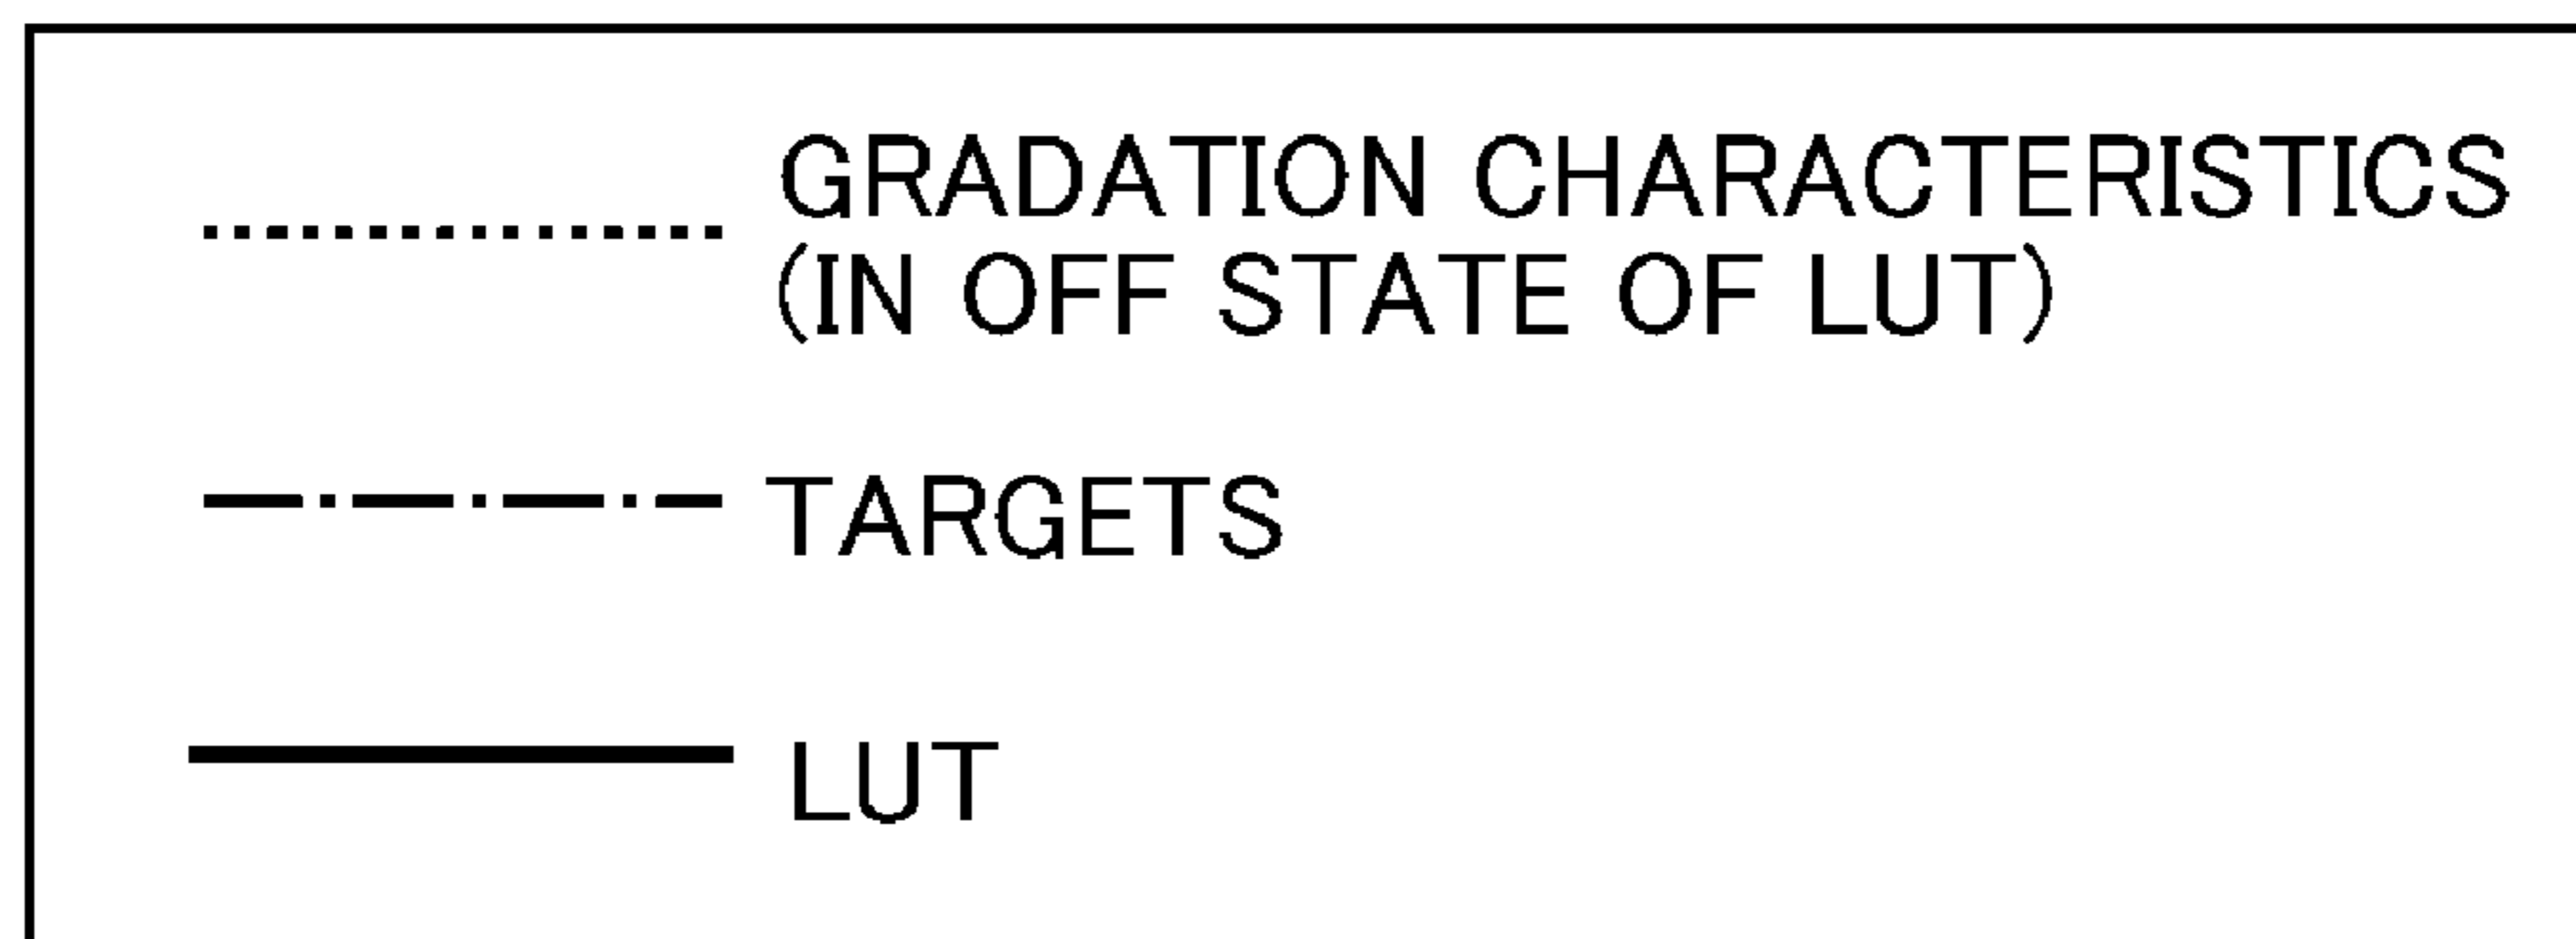 GRADATION CHARACTERISTICS
(IN OFF STATE OF LUT)
TARGETS
LUT